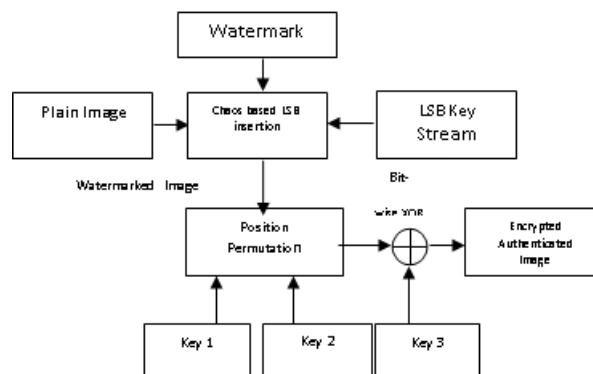 Watermark
Plain Image
Chaos based LSB
insertion
LSB Key
Stream
Watermarked Image
Bit-
wise XOR
Position
Permutation
Encrypted
Authenticated
Image
Key 1
Key 2
Key 3